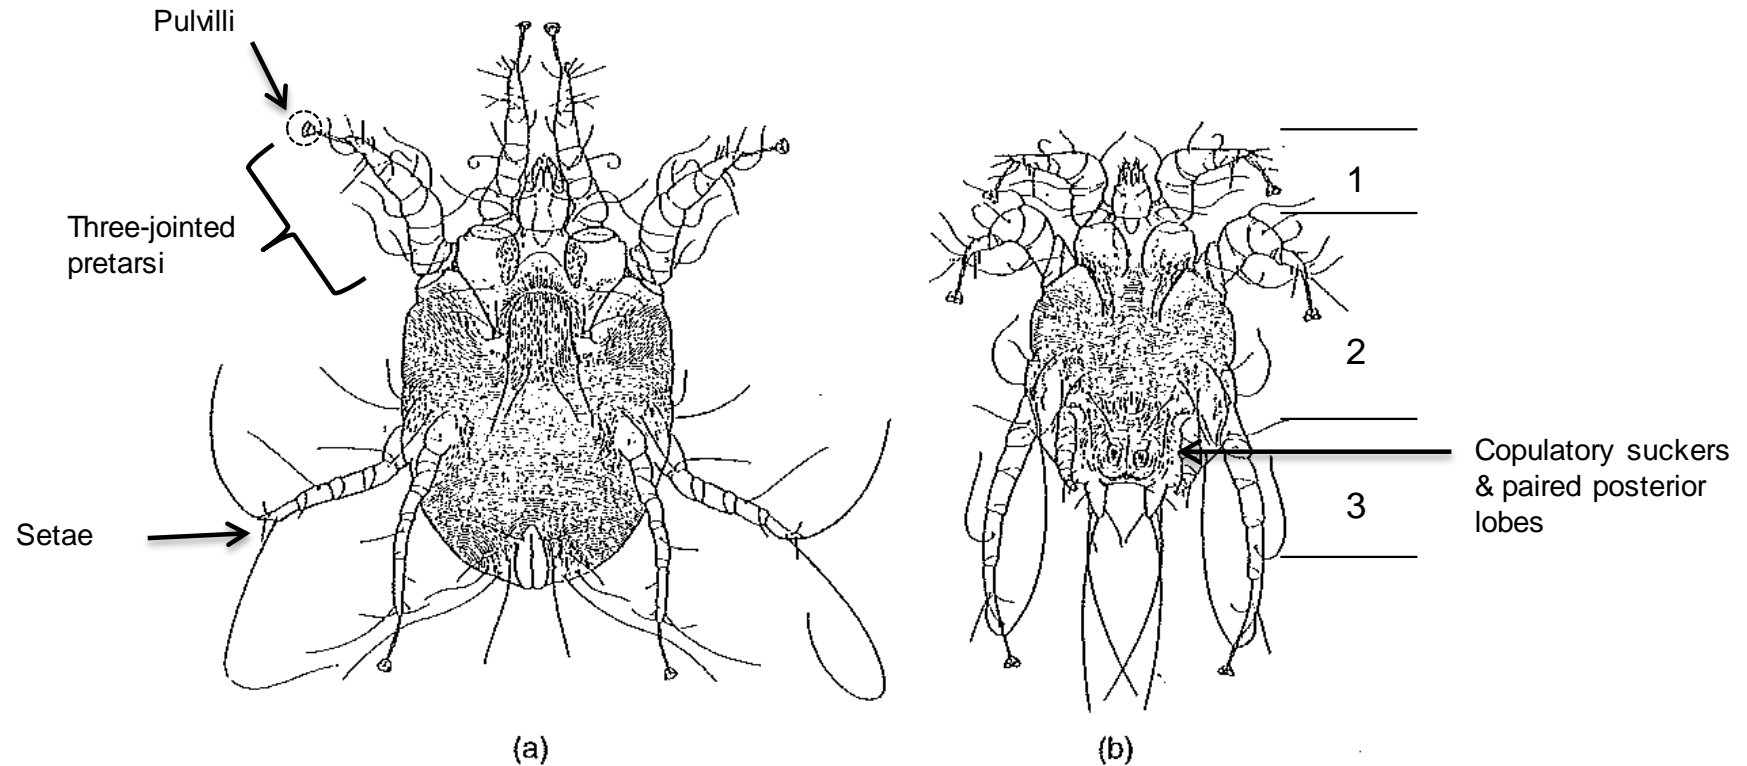 Pulvilli
Three-jointed
pretarsi
Setae
1
2
3
Copulatory suckers
& paired posterior
lobes
(a)
(b)